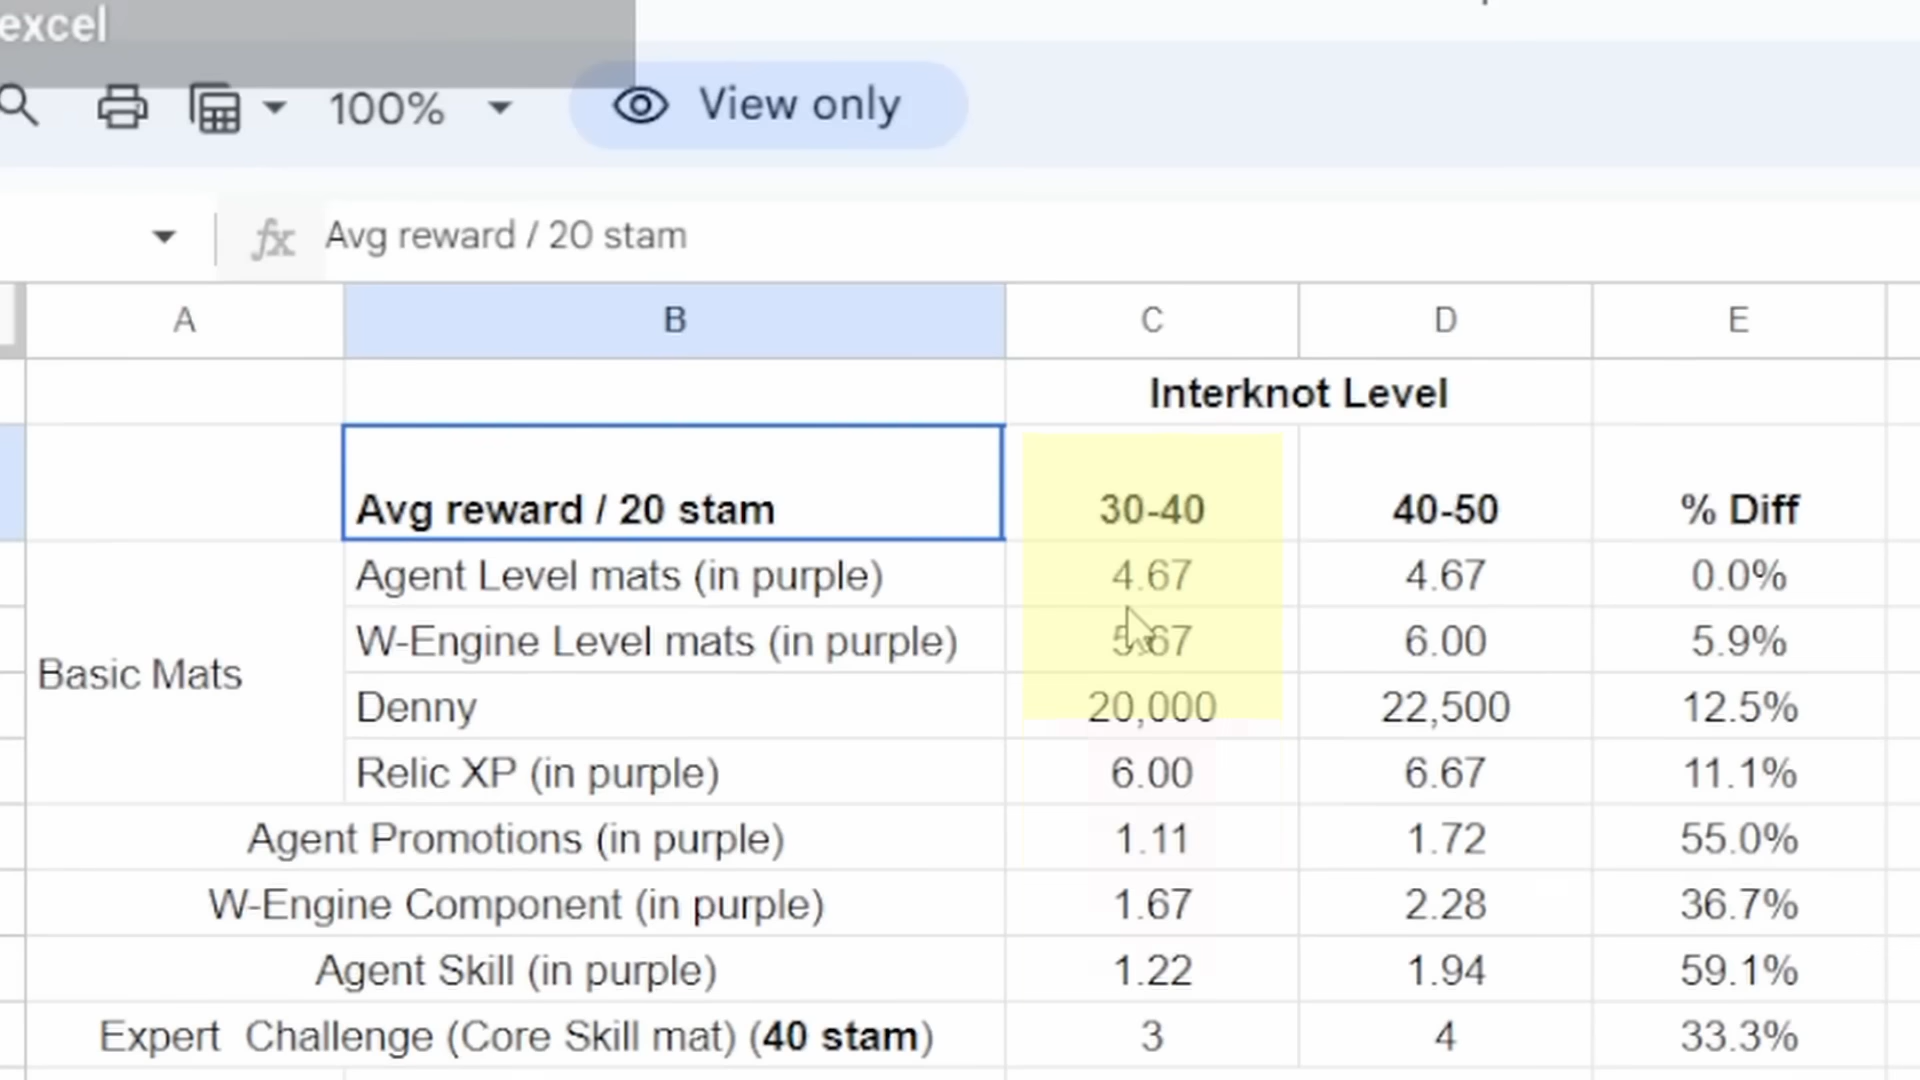 excel
100% View only
fx Avg reward / 20 stam
A B C D E
Interknot Level
Avg reward / 20 stam 30-40 40-50 % Diff
Agent Level mats (in purple) 4.67 4.67 0.0%
W-Engine Level mats (in purple) 5.67 6.00 5.9%
Basic Mats
Denny 20,000 22,500 12.5%
Relic XP (in purple) 6.00 6.67 11.1%
Agent Promotions (in purple) 1.11 1.72 55.0%
W-Engine Component (in purple) 1.67 2.28 36.7%
Agent Skill (in purple) 1.22 1.94 59.1%
Expert Challenge (Core Skill mat) (40 stam) 3 4 33.3%